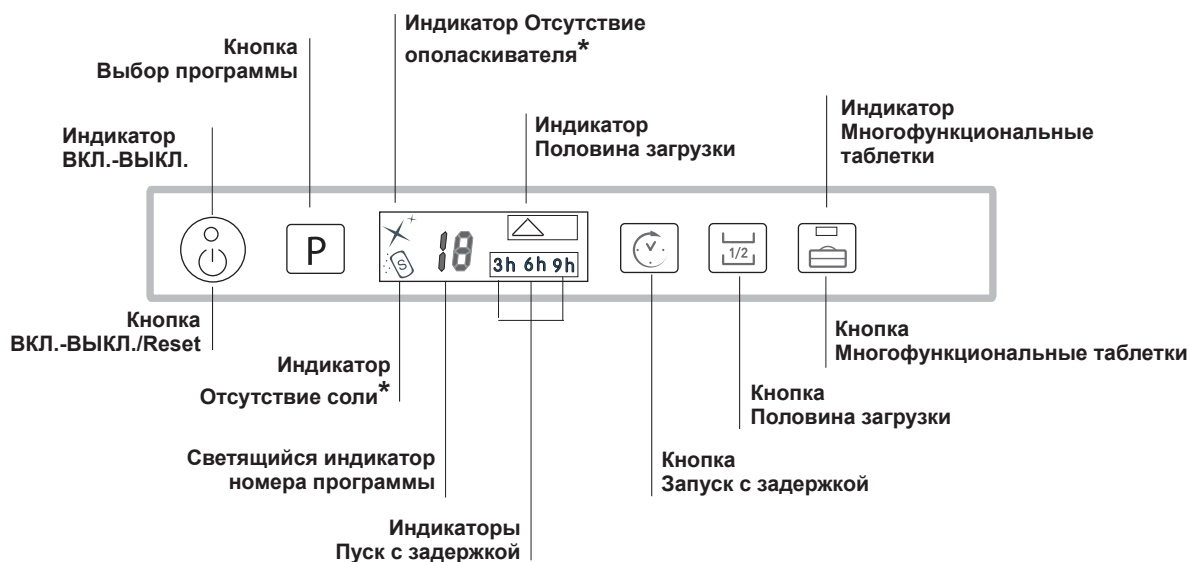 Индикатор Отсутствие
ополаскивателя*
Кнопка
Выбор программы
Индикатор
ВКЛ.-ВЫКЛ.
Индикатор
Половина загрузки
Индикатор
Многофункциональные
таблетки
P
S
18
3h 6h 9h
1/2
Кнопка
ВКЛ.-ВЫКЛ./Reset
Индикатор
Отсутствие соли*
Светящийся индикатор
номера программы
Индикаторы
Пуск с задержкой
Кнопка
Запуск с задержкой
Кнопка
Половина загрузки
Кнопка
Многофункциональные таблетки